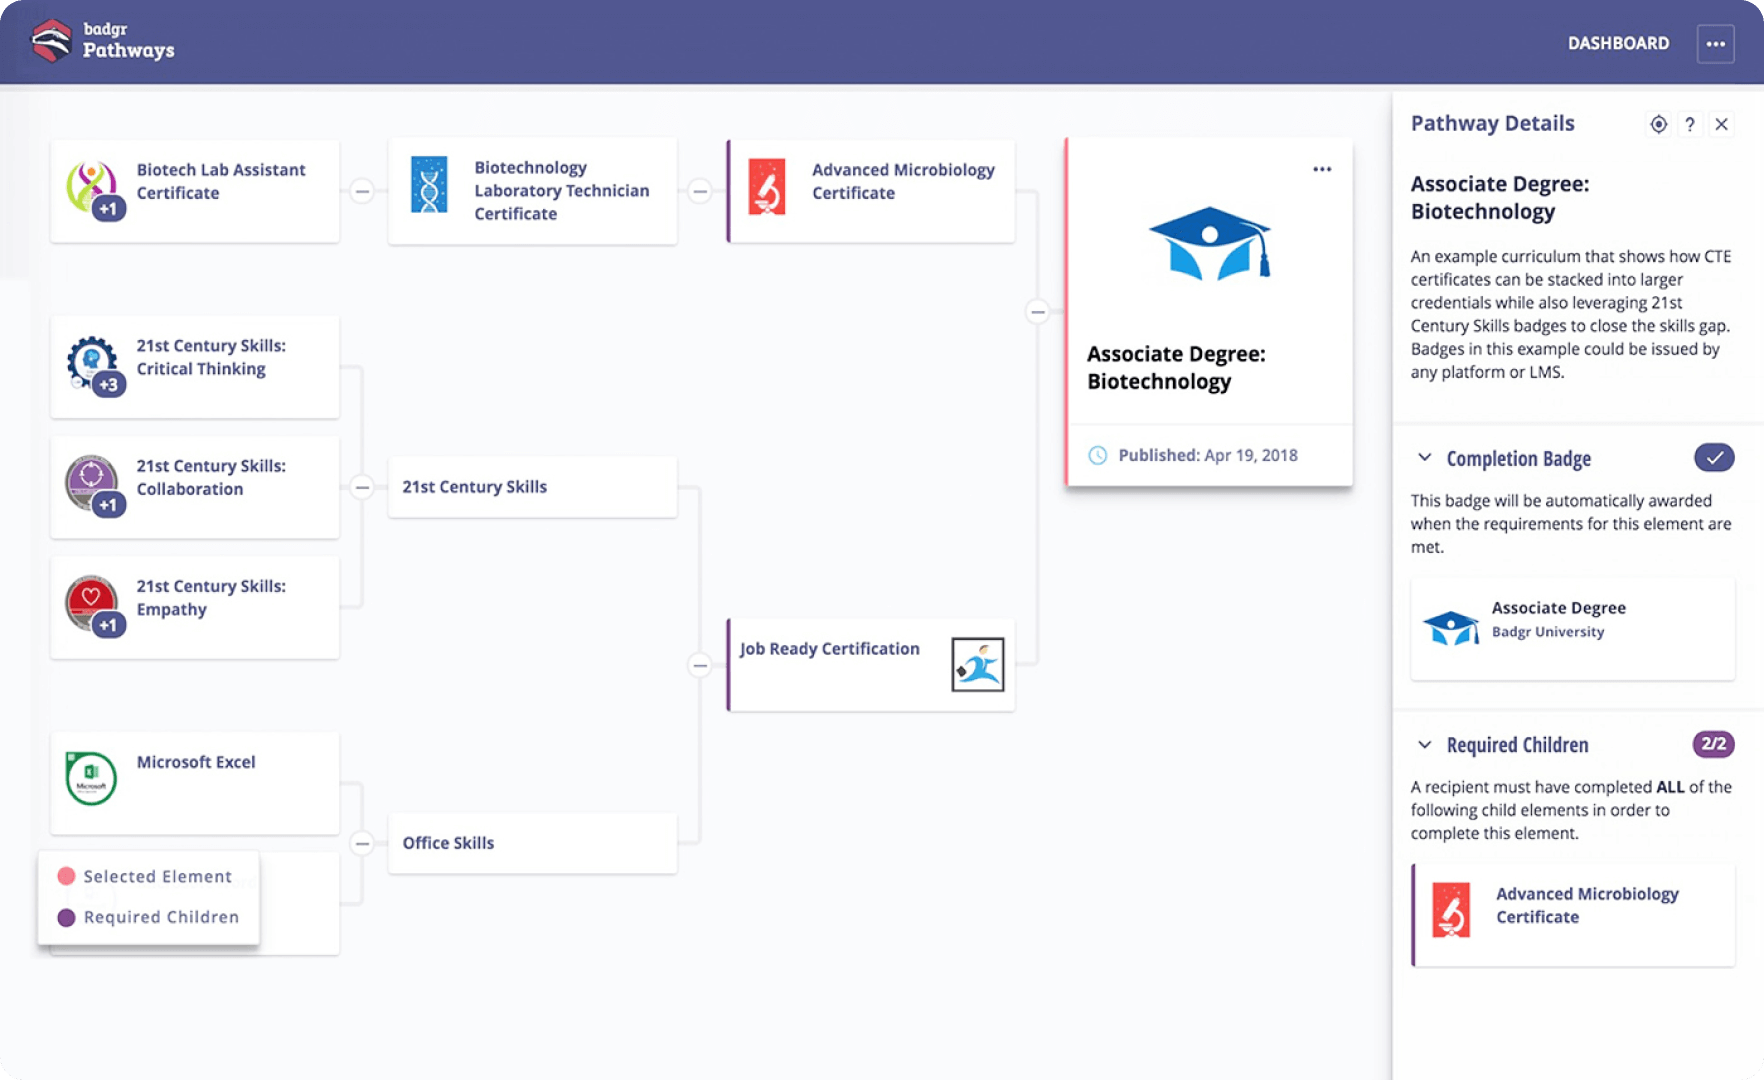 badgr
Pathways
DASHBOARD
Biotech Lab Assistant
Certificate
+1
Biotechnology
Laboratory Technician
Certificate
Advanced Microbiology
Certificate
Associate Degree:
Biotechnology
Published: Apr 19, 2018
21st Century Skills:
Critical Thinking
+3
21st Century Skills:
Collaboration
+1
21st Century Skills:
Empathy
+1
21st Century Skills
Job Ready Certification
Microsoft Excel
Microsoft
Office Skills
Selected Element
Required Children
Pathway Details
?
Associate Degree:
Biotechnology
An example curriculum that shows how CTE
certificates can be stacked into larger
credentials while also leveraging 21st
Century Skills badges to close the skills gap.
Badges in this example could be issued by
any platform or LMS.
Completion Badge
This badge will be automatically awarded
when the requirements for this element are
met.
Associate Degree
Badgr University
Required Children
2/2
A recipient must have completed ALL of the
following child elements in order to
complete this element.
Advanced Microbiology
Certificate